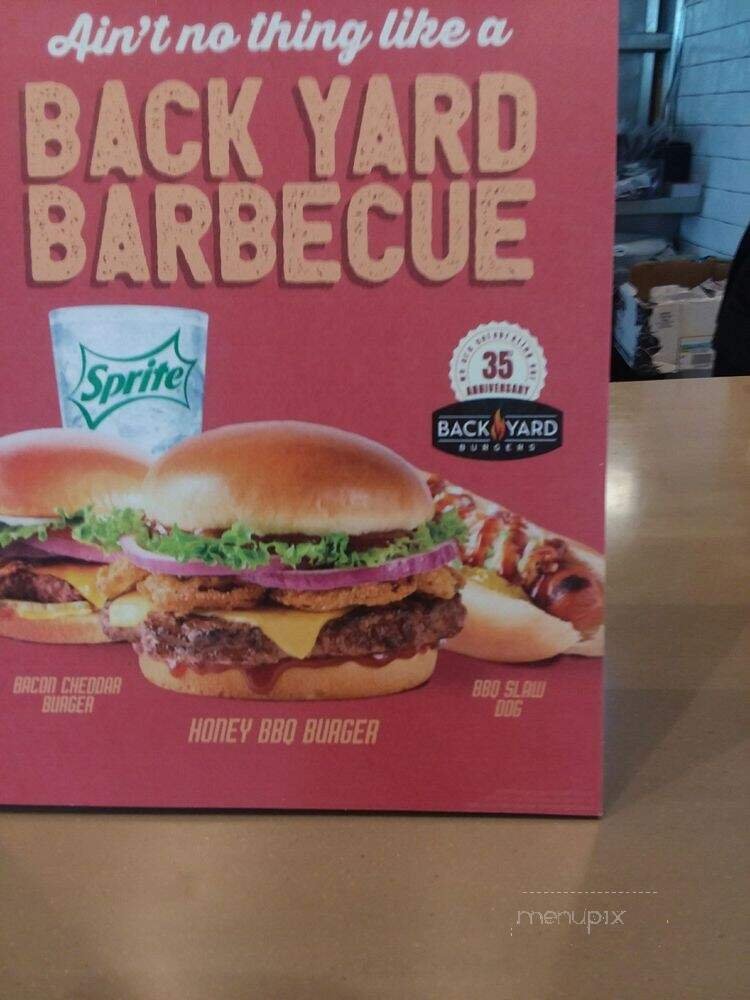 Ain't no thing like a
BACK YARD
BARBECUE
Sprite
35
ANNIVERSARY
BACK YARD
BURGERS
BACON CHEDDAR
BURGER
HONEY BBQ BURGER
BBQ SLAW
DOG
menupix